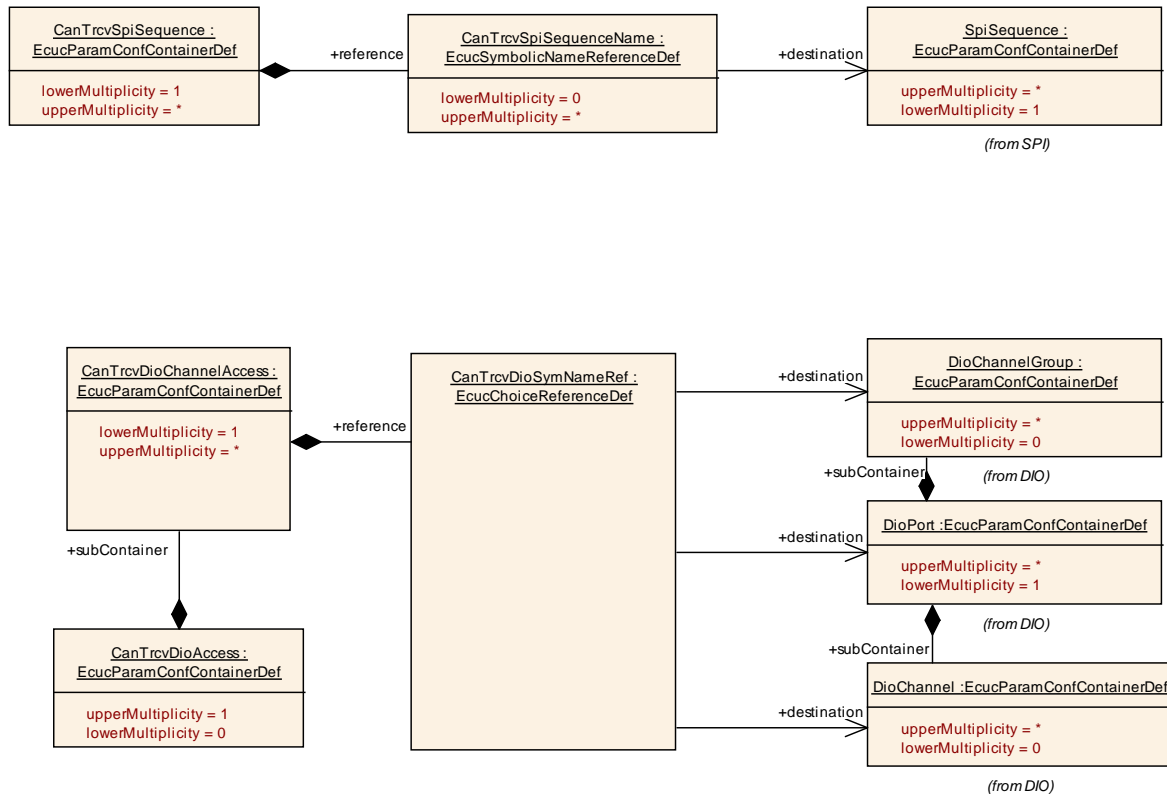 CanTrcvSpiSequence :
EcucParamConfContainerDef
lowerMultiplicity = 1
upperMultiplicity = *
+reference
CanTrcvSpiSequenceName :
EcucSymbolicNameReferenceDef
lowerMultiplicity = 0
upperMultiplicity = *
+destination
SpiSequence :
EcucParamConfContainerDef
upperMultiplicity = *
lowerMultiplicity = 1
(from SPI)
CanTrcvDioChannelAccess :
EcucParamConfContainerDef
lowerMultiplicity = 1
upperMultiplicity = *
+reference
+subContainer
CanTrcvDioAccess :
EcucParamConfContainerDef
upperMultiplicity = 1
lowerMultiplicity = 0
CanTrcvDioSymNameRef :
EcucChoiceReferenceDef
+destination
DioChannelGroup :
EcucParamConfContainerDef
upperMultiplicity = *
lowerMultiplicity = 0
+subContainer
(from DIO)
+destination
DioPort :EcucParamConfContainerDef
upperMultiplicity = *
lowerMultiplicity = 1
(from DIO)
+subContainer
+destination
DioChannel :EcucParamConfContainerDef
upperMultiplicity = *
lowerMultiplicity = 0
(from DIO)